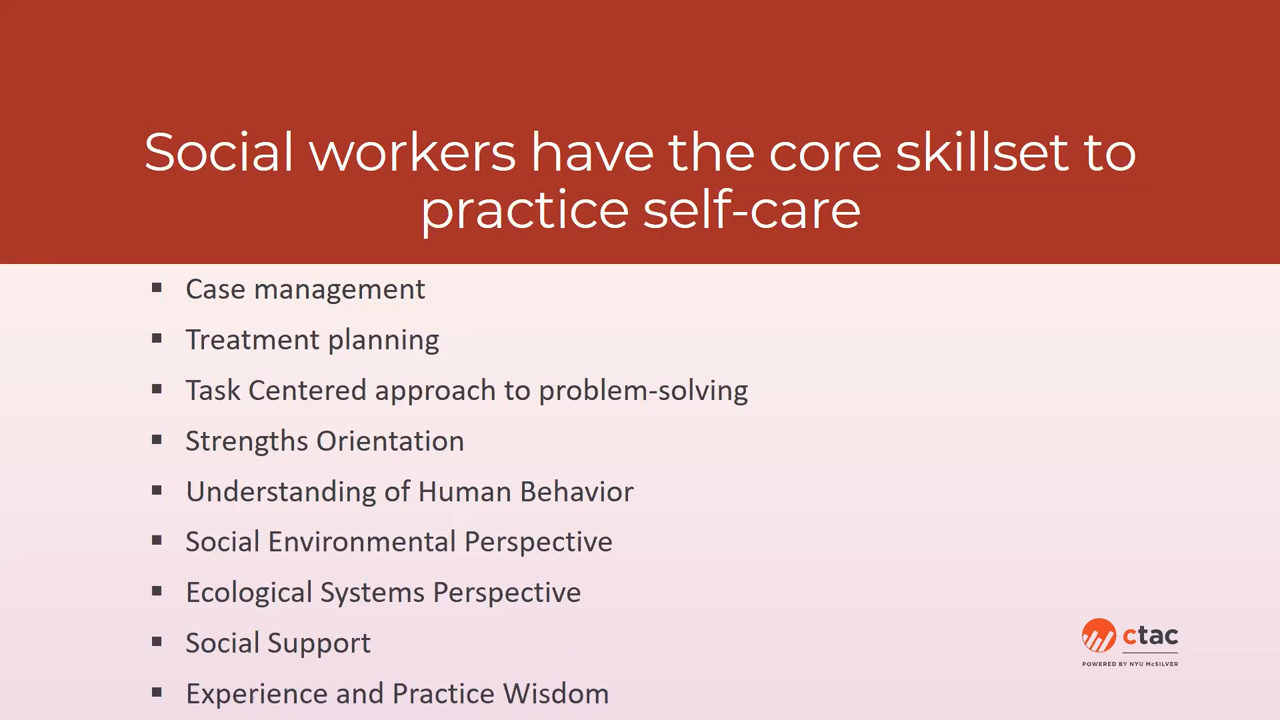 Social workers have the core skillset to
practice self-care
▪ Case management
▪ Treatment planning
▪ Task Centered approach to problem-solving
▪ Strengths Orientation
▪ Understanding of Human Behavior
▪ Social Environmental Perspective
▪ Ecological Systems Perspective
▪ Social Support
▪ Experience and Practice Wisdom
ctac
POWERED BY NYU McSILVER